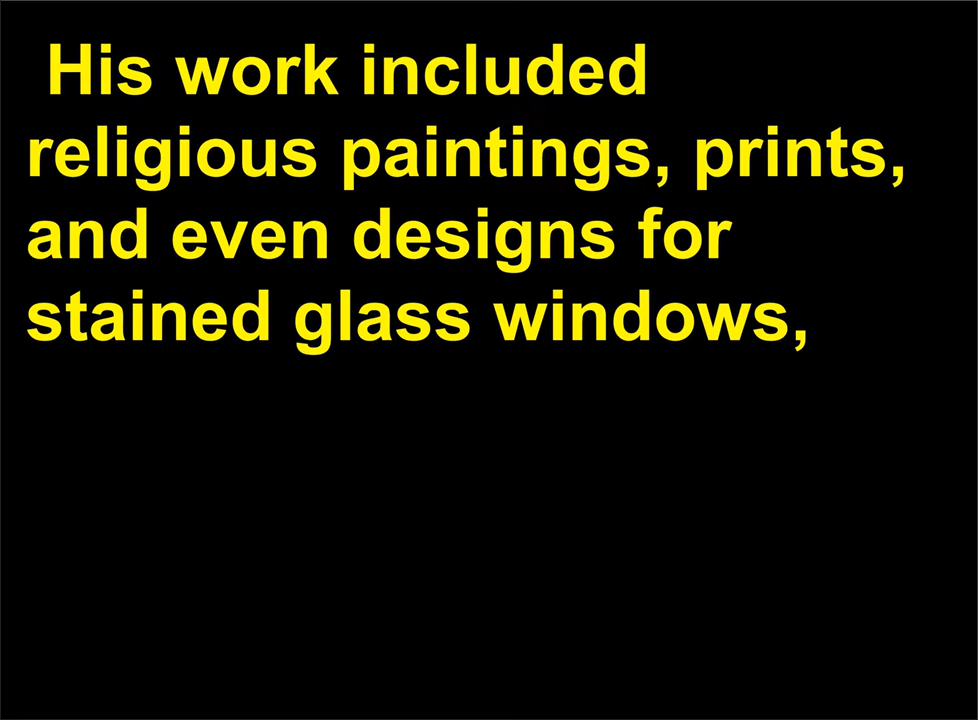 His work included
religious paintings, prints,
and even designs for
stained glass windows,